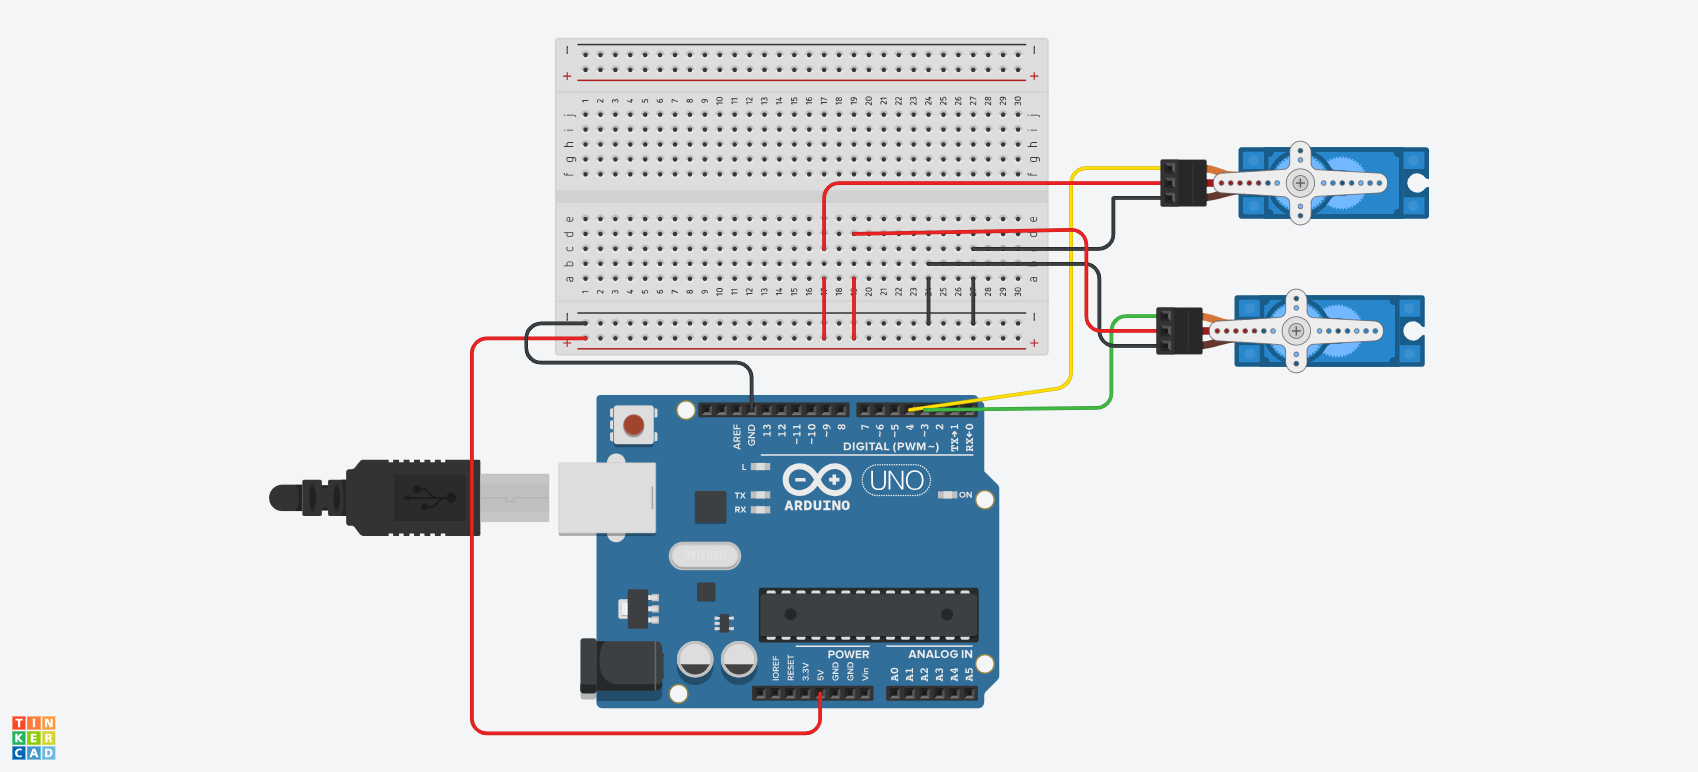 − −
+ +
1 2 3 4 5 6 7 8 9 10 11 12 13 14 15 16 17 18 19 20 21 22 23 24 25 26 27 28 29 30
j j
i i
h h
g g
f f
e e
d d
c c
b
a a
1 2 3 4 5 6 7 8 9 10 11 12 13 14 15 16 18 20 21 22 23 25 26 28 29 30
− −
+ +
AREF GND 13 12 ~11 ~10 ~9 8 7 ~6 ~5 4 ~3 2 TX→1 RX←0
DIGITAL (PWM~)
L
TX
RX
UNO
ARDUINO
ON
POWER ANALOG IN
IOREF RESET 3.3V 5V GND GND Vin A0 A1 A2 A3 A4 A5
TIN
KER
CAD